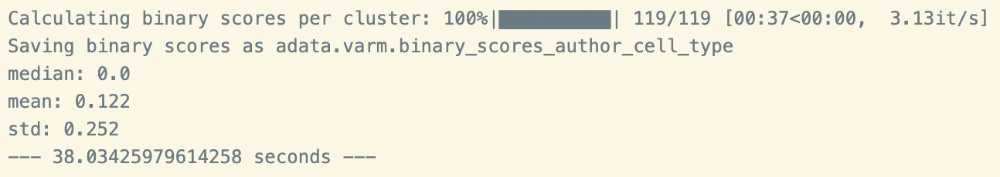 Calculating binary scores per cluster: 100%|██████████| 119/119 [00:37<00:00,  3.13it/s]
Saving binary scores as adata.varm.binary_scores_author_cell_type
median: 0.0
mean: 0.122
std: 0.252
--- 38.03425979614258 seconds ---